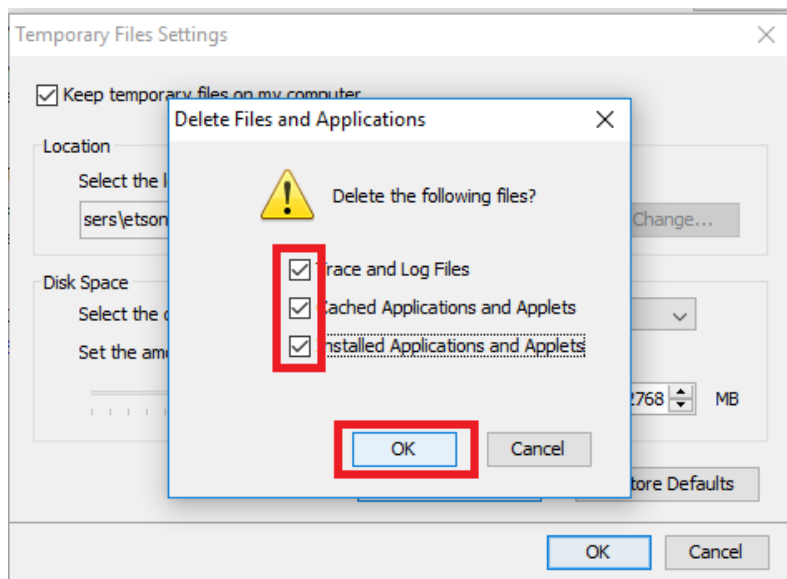 Temporary Files Settings
Keep temporary files on my computer
Delete Files and Applications
Location
Select the l
Delete the following files?
sers\etson
Change...
Trace and Log Files
Disk Space
Cached Applications and Applets
Select the
Installed Applications and Applets
Set the am
2768 MB
OK Cancel
tore Defaults
OK Cancel